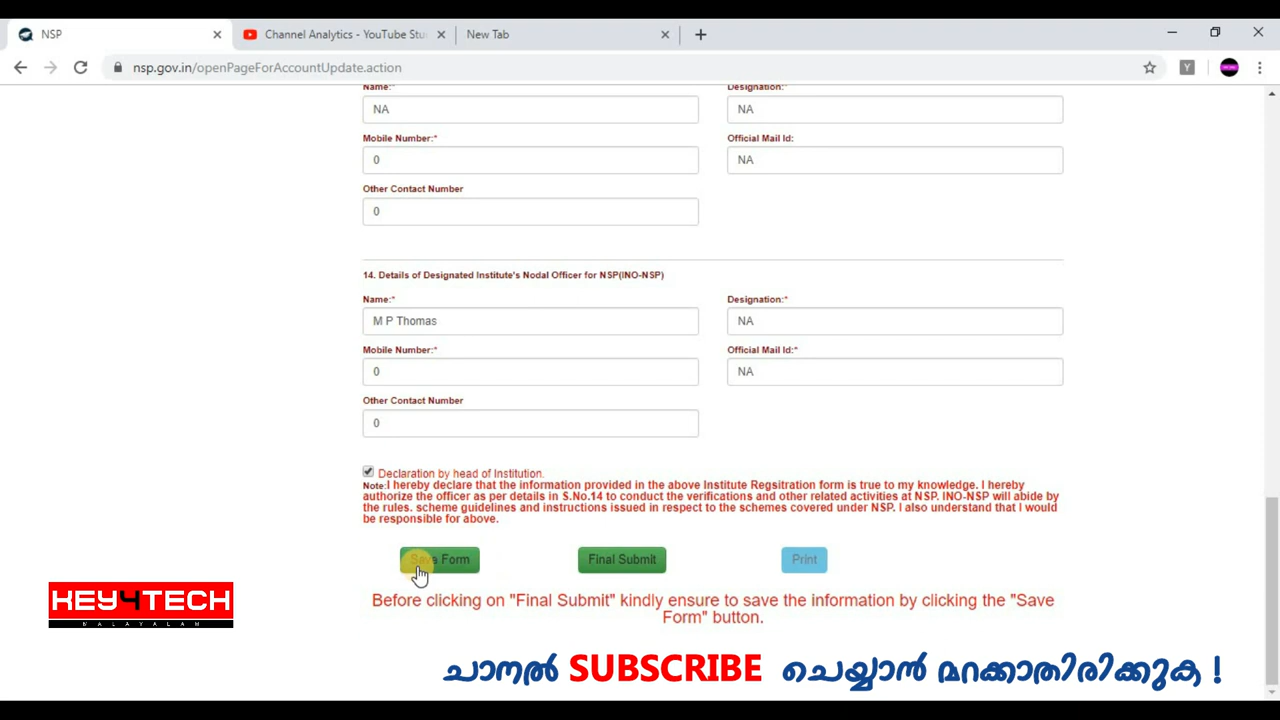 NSP
Channel Analytics - YouTube Stu
New Tab
nsp.gov.in/openPageForAccountUpdate.action
Y
Name:*
Designation:*
NA
NA
Mobile Number:*
Official Mail Id:
0
NA
Other Contact Number
0
14. Details of Designated Institute's Nodal Officer for NSP(INO-NSP)
Name:*
Designation:*
M P Thomas
NA
Mobile Number:*
Official Mail Id:*
0
NA
Other Contact Number
0
Declaration by head of Institution.
Note:I hereby declare that the information provided in the above Institute Regsitration form is true to my knowledge. I hereby
authorize the officer as per details in S.No.14 to conduct the verifications and other related activities at NSP. INO-NSP will abide by
the rules. scheme guidelines and instructions issued in respect to the schemes covered under NSP. I also understand that I would
be responsible for above.
Save Form
Final Submit
Print
Before clicking on "Final Submit" kindly ensure to save the information by clicking the "Save
Form" button.
KEY4TECH
MALAYALAM
ചാനൽ SUBSCRIBE ചെയ്യാൻ മറക്കാതിരിക്കുക !